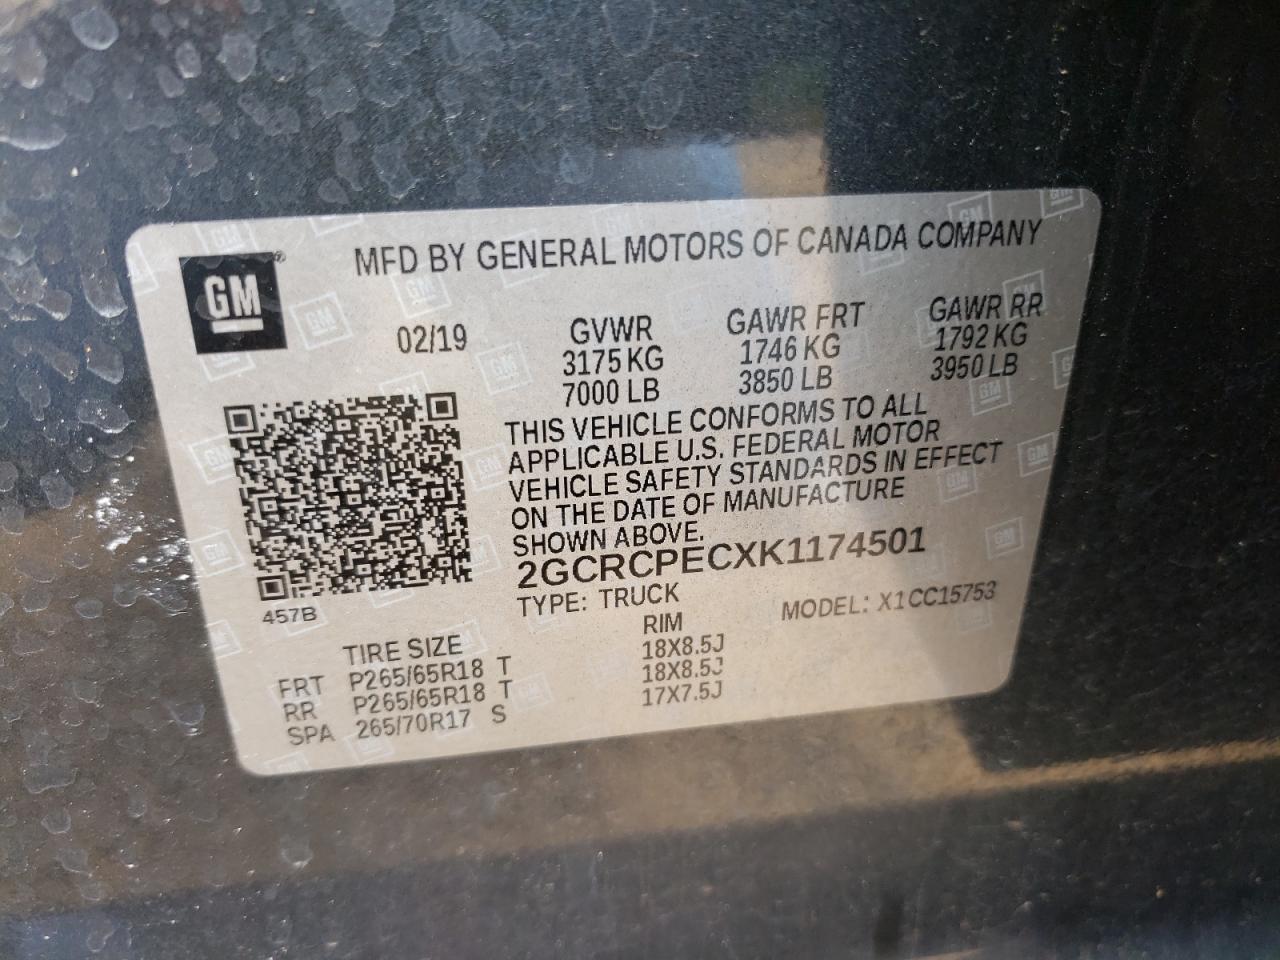 GM
MFD BY GENERAL MOTORS OF CANADA COMPANY
02/19
GVWR GAWR FRT GAWR RR
3175 KG 1746 KG 1792 KG
7000 LB 3850 LB 3950 LB
THIS VEHICLE CONFORMS TO ALL
APPLICABLE U.S. FEDERAL MOTOR
VEHICLE SAFETY STANDARDS IN EFFECT
ON THE DATE OF MANUFACTURE
SHOWN ABOVE.
2GCRCPECXK1174501
TYPE: TRUCK MODEL: X1CC15753
457B
TIRE SIZE RIM
FRT P265/65R18 T 18X8.5J
RR P265/65R18 T 18X8.5J
SPA 265/70R17 S 17X7.5J